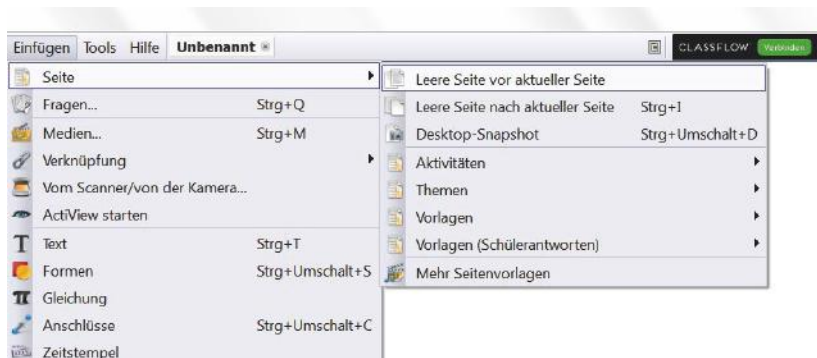 Einfügen Tools Hilfe Unbenannt CLASSFLOW Verbinden
Seite
Fragen... Strg+Q
Medien... Strg+M
Verknüpfung
Vom Scanner/von der Kamera...
ActiView starten
Text Strg+T
Formen Strg+Umschalt+S
Gleichung
Anschlüsse Strg+Umschalt+C
Zeitstempel
Leere Seite vor aktueller Seite
Leere Seite nach aktueller Seite Strg+I
Desktop-Snapshot Strg+Umschalt+D
Aktivitäten
Themen
Vorlagen
Vorlagen (Schülerantworten)
Mehr Seitenvorlagen